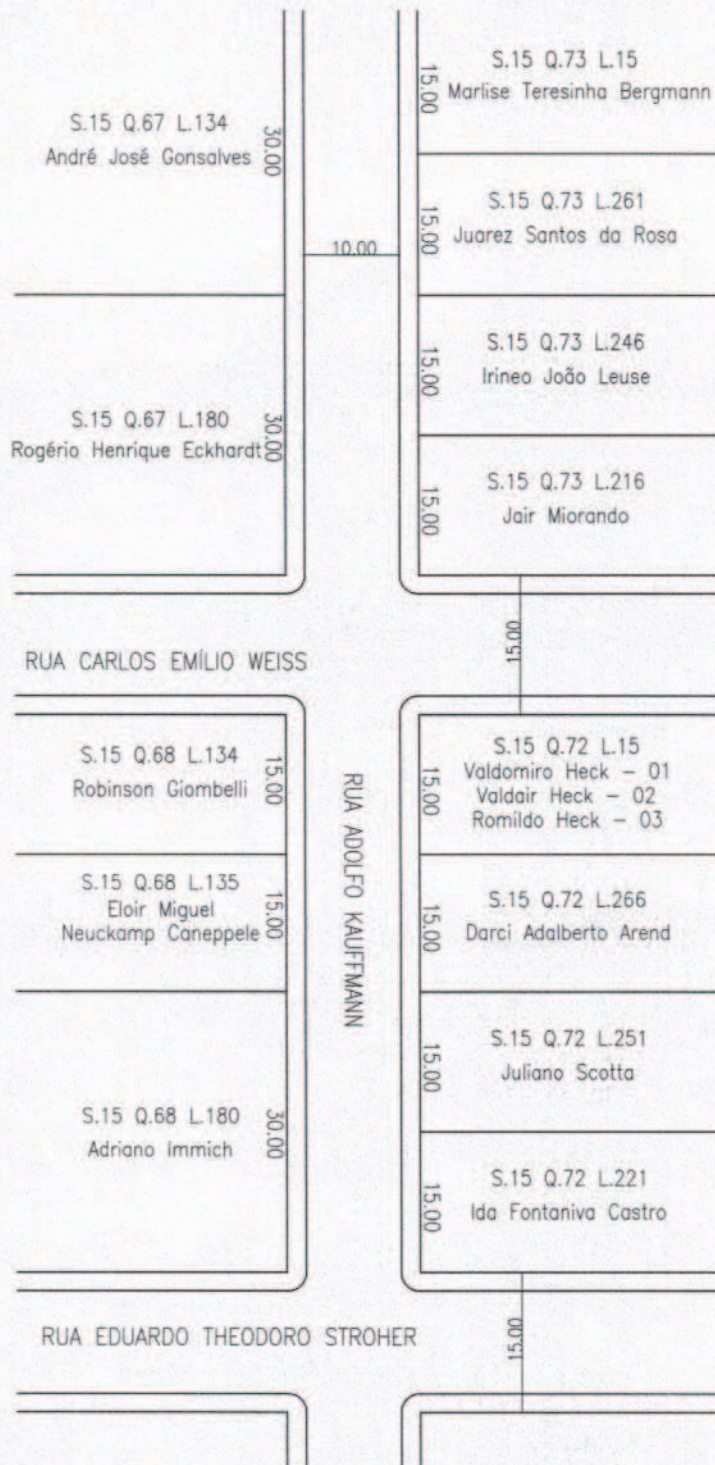 S.15 Q.67 L.134
André José Gonsalves
30.00
S.15 Q.67 L.180
Rogério Henrique Eckhardt
30.00
10.00
15.00
S.15 Q.73 L.15
Marlise Teresinha Bergmann
15.00
S.15 Q.73 L.261
Juarez Santos da Rosa
15.00
S.15 Q.73 L.246
Irineo João Leuse
15.00
S.15 Q.73 L.216
Jair Miorando
RUA CARLOS EMÍLIO WEISS
15.00
S.15 Q.68 L.134
Robinson Giombelli
15.00
S.15 Q.68 L.135
Eloir Miguel
Neuckamp Caneppele
15.00
S.15 Q.68 L.180
Adriano Immich
30.00
RUA ADOLFO KAUFFMANN
15.00
S.15 Q.72 L.15
Valdomiro Heck - 01
Valdair Heck - 02
Romildo Heck - 03
15.00
S.15 Q.72 L.266
Darci Adalberto Arend
15.00
S.15 Q.72 L.251
Juliano Scotta
15.00
S.15 Q.72 L.221
Ida Fontaniva Castro
RUA EDUARDO THEODORO STROHER
15.00